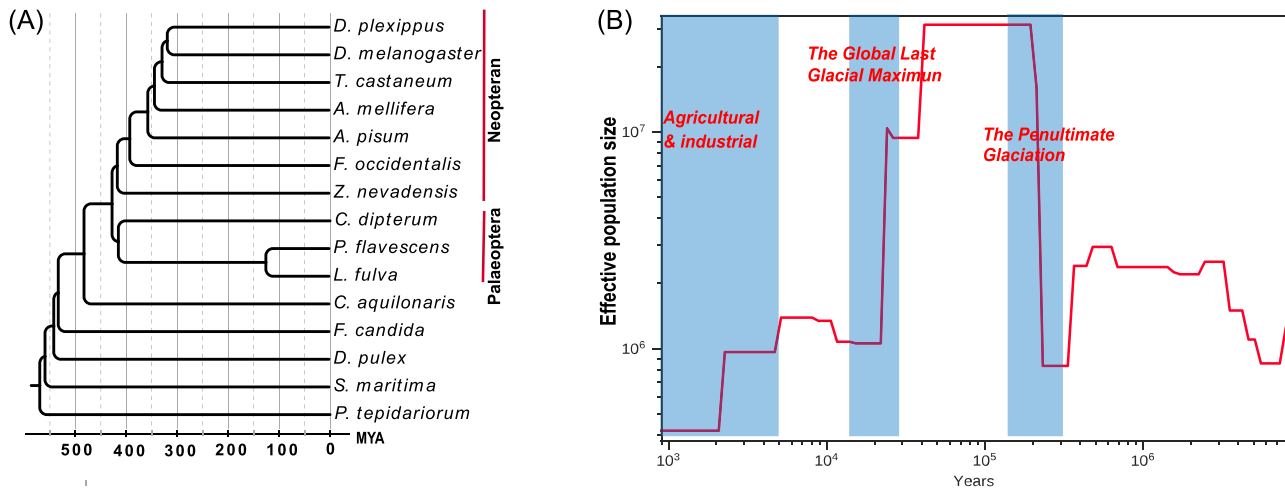 (A)
D. plexippus
D. melanogaster
T. castaneum
A. mellifera
A. pisum
F. occidentalis
Z. nevadensis
C. dipterum
P. flavescens
L. fulva
C. aquilonaris
F. candida
D. pulex
S. maritima
P. tepidariorum
Neopteran
Palaeoptera
500 400 300 200 100 0 MYA
(B)
Effective population size
10⁷
10⁶
Agricultural
& industrial
The Global Last
Glacial Maximun
The Penultimate
Glaciation
10³ 10⁴ 10⁵ 10⁶
Years